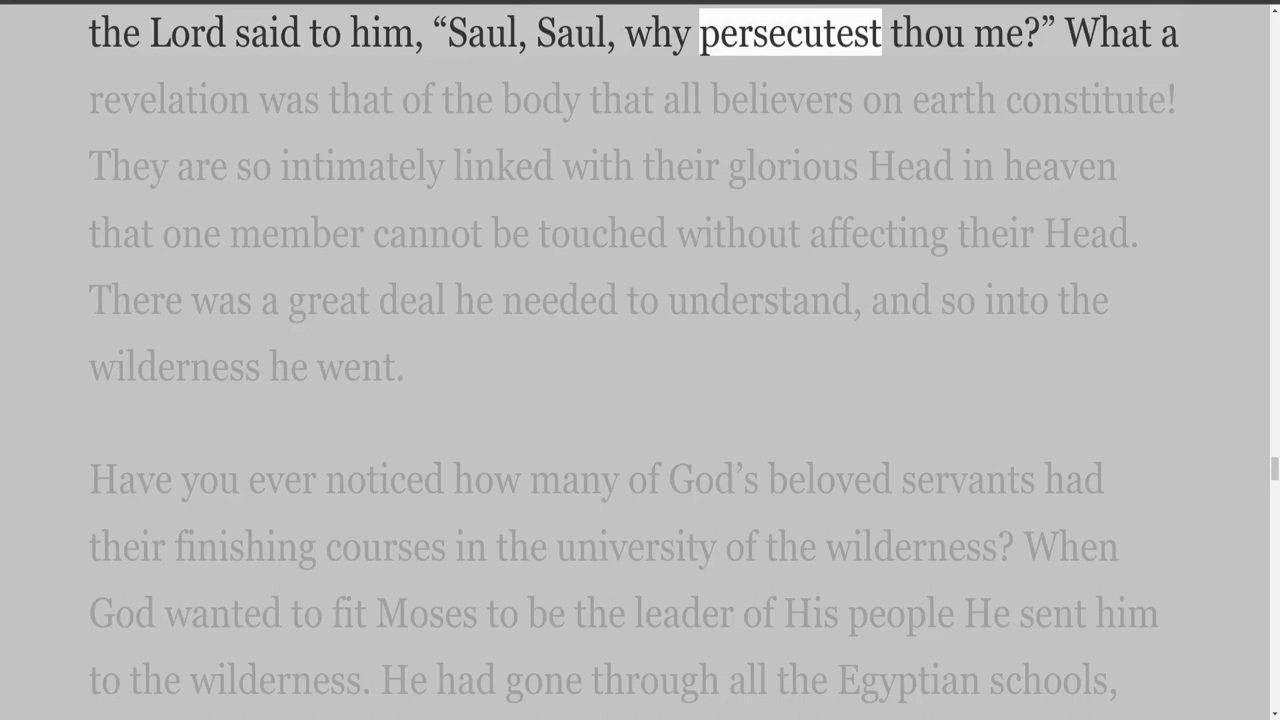 the Lord said to him, “Saul, Saul, why persecutest thou me?” What a
revelation was that of the body that all believers on earth constitute!
They are so intimately linked with their glorious Head in heaven
that one member cannot be touched without affecting their Head.
There was a great deal he needed to understand, and so into the
wilderness he went.
Have you ever noticed how many of God’s beloved servants had
their finishing courses in the university of the wilderness? When
God wanted to fit Moses to be the leader of His people He sent him
to the wilderness. He had gone through all the Egyptian schools,